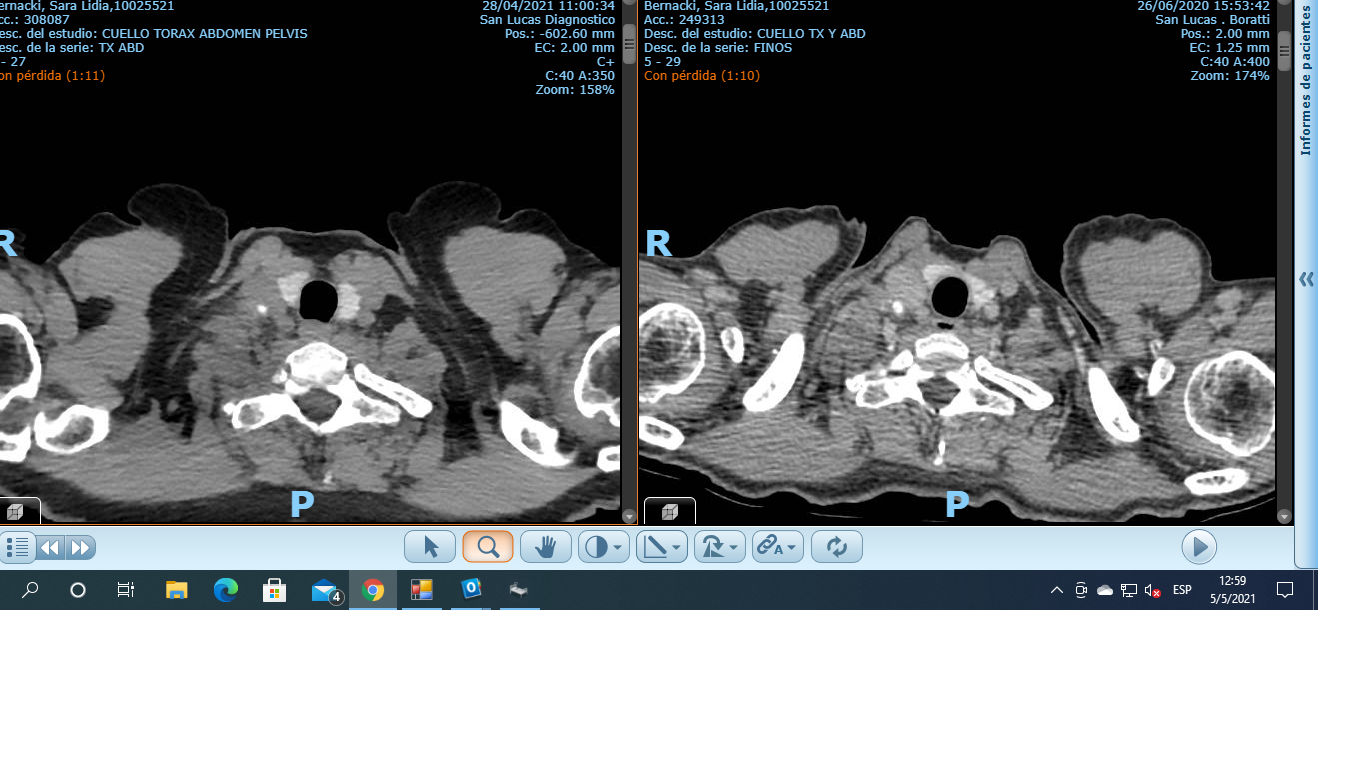 ernacki, Sara Lidia,10025521
cc.: 308087
esc. del estudio: CUELLO TORAX ABDOMEN PELVIS
esc. de la serie: TX ABD
- 27
on pérdida (1:11)
28/04/2021 11:00:34
San Lucas Diagnostico
Pos.: -602.60 mm
EC: 2.00 mm
C+
C:40 A:350
Zoom: 158%
R
P
Bernacki, Sara Lidia,10025521
Acc.: 249313
Desc. del estudio: CUELLO TX Y ABD
Desc. de la serie: FINOS
5 - 29
Con pérdida (1:10)
26/06/2020 15:53:42
San Lucas . Boratti
Pos.: 2.00 mm
EC: 1.25 mm
C:40 A:400
Zoom: 174%
R
P
Informes de pacientes
A
4
O
ESP
12:59
5/5/2021